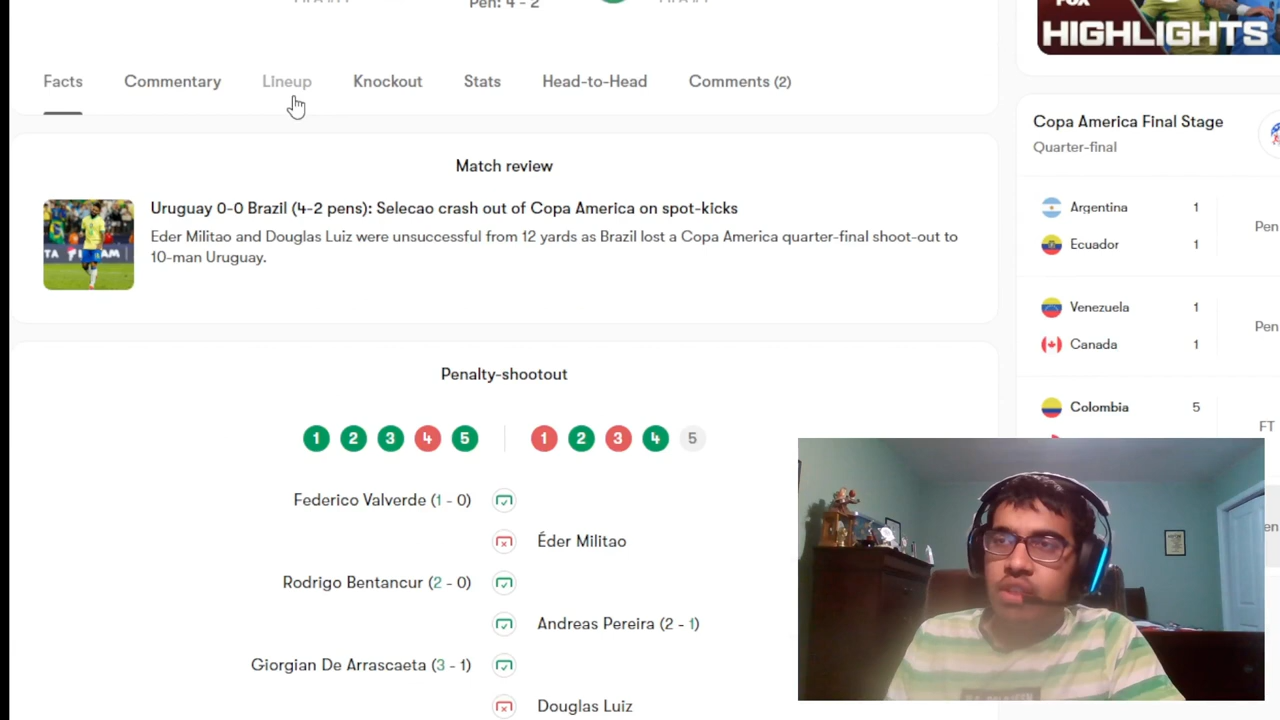 Pen: 4 - 2
FOX
HIGHLIGHTS
Facts
Commentary
Lineup
Knockout
Stats
Head-to-Head
Comments (2)
Match review
Uruguay 0-0 Brazil (4-2 pens): Selecao crash out of Copa America on spot-kicks
Eder Militao and Douglas Luiz were unsuccessful from 12 yards as Brazil lost a Copa America quarter-final shoot-out to
10-man Uruguay.
Penalty-shootout
1 2 3 4 5 1 2 3 4 5
Federico Valverde (1 - 0)
Éder Militao
Rodrigo Bentancur (2 - 0)
Andreas Pereira (2 - 1)
Giorgian De Arrascaeta (3 - 1)
Douglas Luiz
Copa America Final Stage
Quarter-final
Argentina 1
Pen
Ecuador 1
Venezuela 1
Pen
Canada 1
Colombia 5
FT